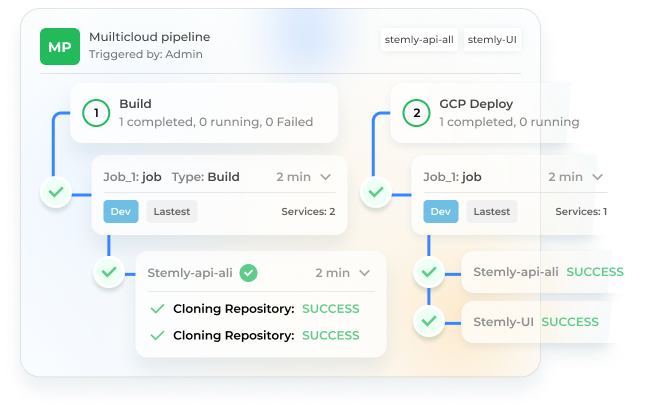 MP
Muilticloud pipeline
Triggered by: Admin
stemly-api-all
stemly-UI
1
Build
1 completed, 0 running, 0 Failed
Job_1: job Type: Build 2 min
Dev Lastest Services: 2
Stemly-api-ali 2 min
Cloning Repository: SUCCESS
Cloning Repository: SUCCESS
2
GCP Deploy
1 completed, 0 running
Job_1: job 2 min
Dev Lastest Services: 1
Stemly-api-ali SUCCESS
Stemly-UI SUCCESS